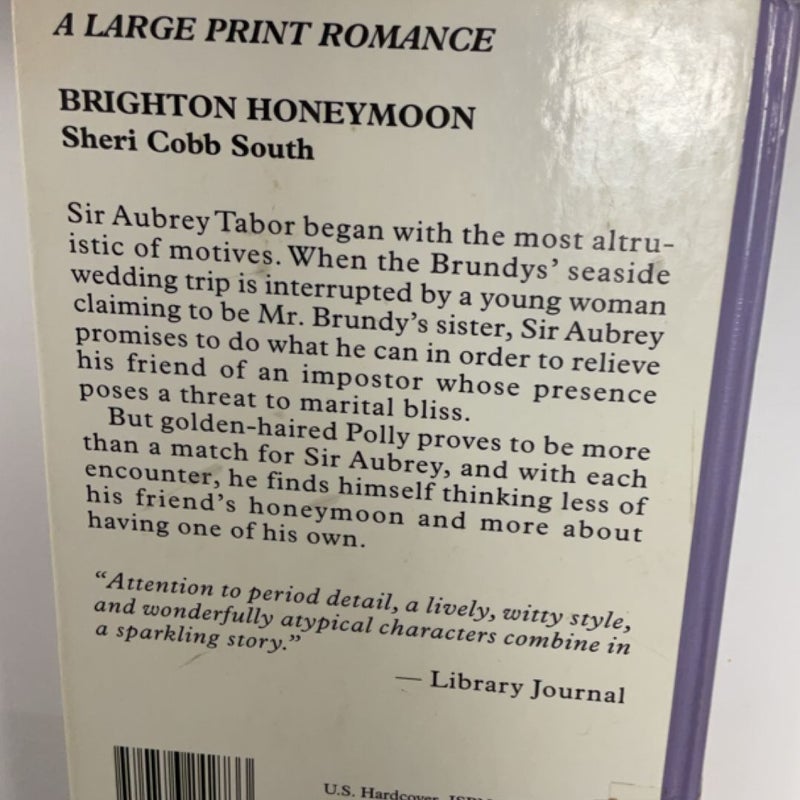 A LARGE PRINT ROMANCE
BRIGHTON HONEYMOON
Sheri Cobb South
Sir Aubrey Tabor began with the most altru-
istic of motives. When the Brundys' seaside
wedding trip is interrupted by a young woman
claiming to be Mr. Brundy's sister, Sir Aubrey
promises to do what he can in order to relieve
his friend of an impostor whose presence
poses a threat to marital bliss.
But golden-haired Polly proves to be more
than a match for Sir Aubrey, and with each
encounter, he finds himself thinking less of
his friend's honeymoon and more about
having one of his own.
“Attention to period detail, a lively, witty style,
and wonderfully atypical characters combine in
a sparkling story.”
— Library Journal
U.S. Hardcover